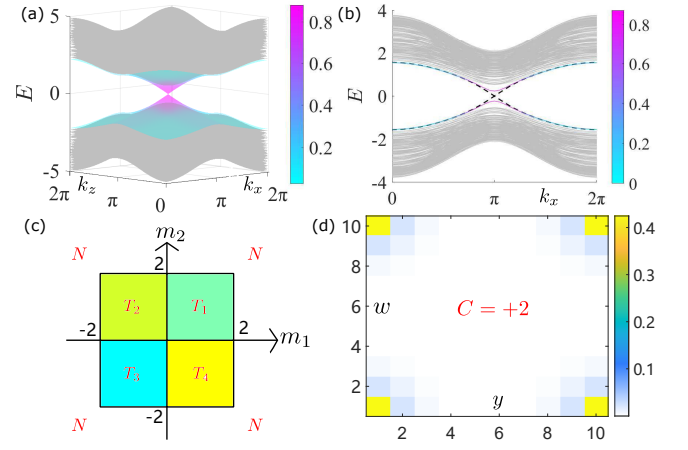 (a)
5
0
-5
E
2π
k_z
π
0
π
k_x
2π
0.8
0.6
0.4
0.2
(b)
4
2
0
-2
-4
E
0
π
k_x
2π
0.8
0.6
0.4
0.2
0
(c)
m_2
N
N
2
T_2
T_1
-2
2
m_1
T_3
T_4
-2
N
N
(d)
10
8
6
4
2
w
C = +2
y
2
4
6
8
10
0.4
0.3
0.2
0.1